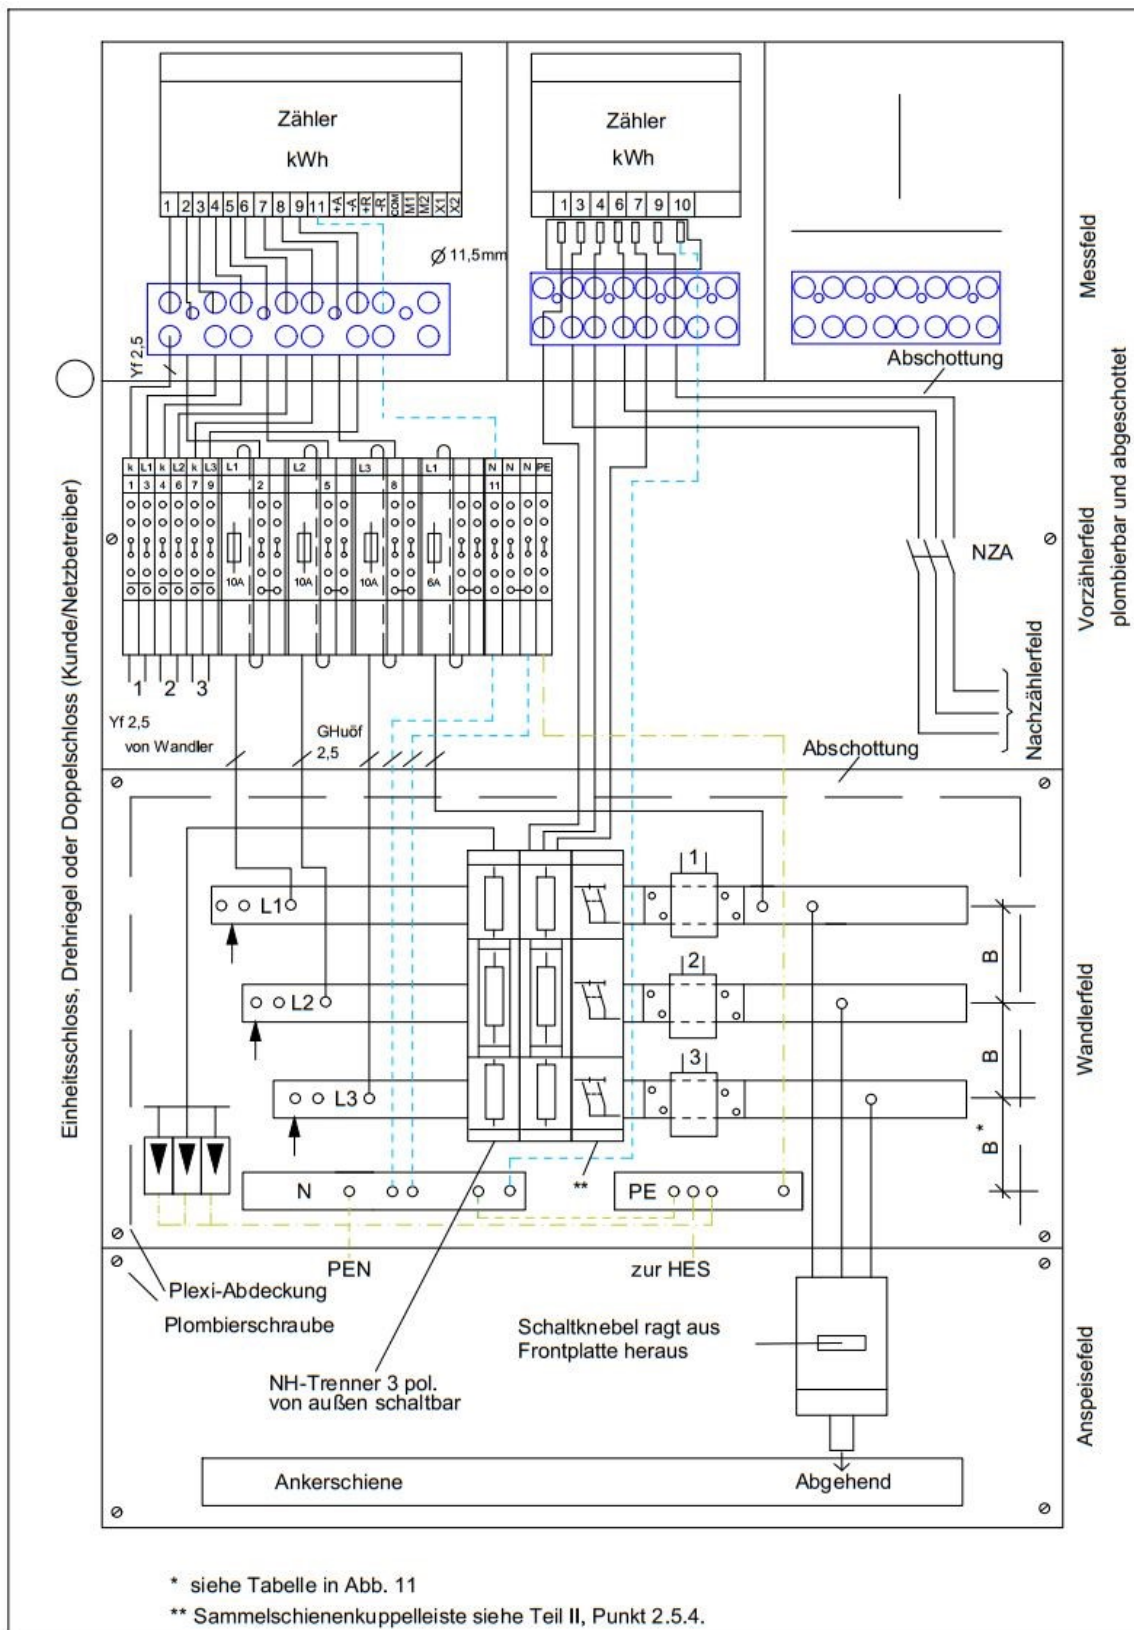 Zähler
kWh
Zähler
kWh
1 2 3 4 5 6 7 8 9 11 +A -A +R -R COM M1 M2 X1 X2
1 3 4 6 7 9 10
Ø 11,5mm
Messfeld
Yf 2,5
Abschottung
plombierbar und abgeschottet
Vorzählerfeld
Einheitsschloss, Drehriegel oder Doppelschloss (Kunde/Netzbetreiber)
k L1 k L2 k L3 L1 L2 L3 L1 N N N PE
1 3 4 6 7 9 2 5 8 11
10A 10A 10A 6A
NZA
1 2 3
Nachzählerfeld
Yf 2,5
von Wandler
GHuöf
2,5
Abschottung
1
L1
B
2
L2
B
Wandlerfeld
3
L3
B*
N
**
PE
PEN
zur HES
Plexi-Abdeckung
Plombierschraube
Schaltknebel ragt aus
Frontplatte heraus
NH-Trenner 3 pol.
von außen schaltbar
Anspeisefeld
Ankerschiene
Abgehend
* siehe Tabelle in Abb. 11
** Sammelschienenkuppelleiste siehe Teil II, Punkt 2.5.4.